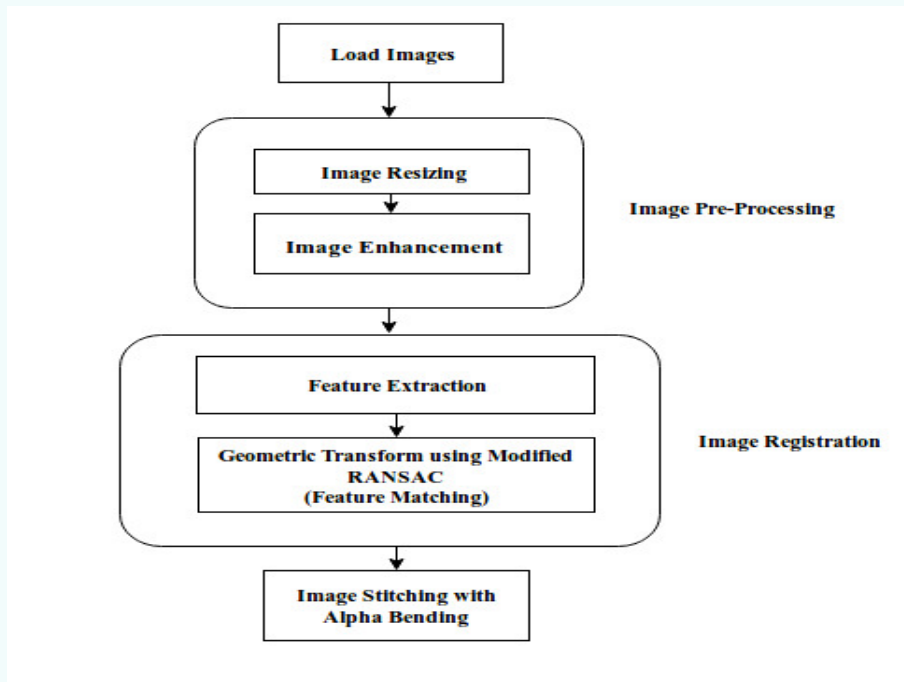 Load Images
Image Resizing
Image Enhancement
Image Pre-Processing
Feature Extraction
Geometric Transform using Modified
RANSAC
(Feature Matching)
Image Registration
Image Stitching with
Alpha Bending